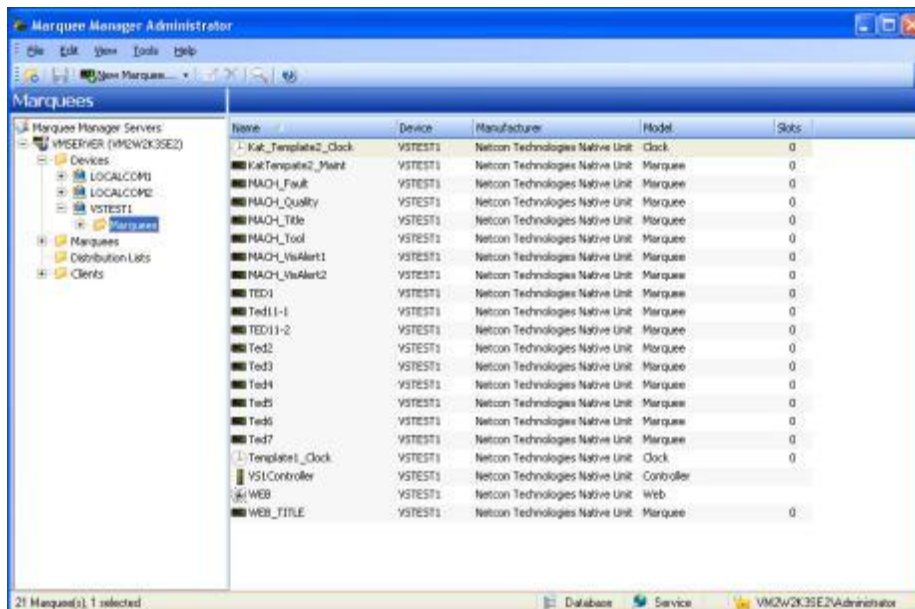 Marquee Manager Administrator
File Edit View Tools Help
New Marquee...
Marquees
Marquee Manager Servers
VMSERVER (VM2W2K3SE2)
Devices
LOCALCOM1
LOCALCOM2
VSTEST1
Marquees
Marquees
Distribution Lists
Clients
Name Device Manufacturer Model Slots
Kat_Template2_Clock VSTEST1 Netcon Technologies Native Unit Clock 0
KatTempate2_Maint VSTEST1 Netcon Technologies Native Unit Marquee 0
MACH_Fault VSTEST1 Netcon Technologies Native Unit Marquee 0
MACH_Quality VSTEST1 Netcon Technologies Native Unit Marquee 0
MACH_Title VSTEST1 Netcon Technologies Native Unit Marquee 0
MACH_Tool VSTEST1 Netcon Technologies Native Unit Marquee 0
MACH_VisAlert1 VSTEST1 Netcon Technologies Native Unit Marquee 0
MACH_VisAlert2 VSTEST1 Netcon Technologies Native Unit Marquee 0
TED1 VSTEST1 Netcon Technologies Native Unit Marquee 0
Ted11-1 VSTEST1 Netcon Technologies Native Unit Marquee 0
TED11-2 VSTEST1 Netcon Technologies Native Unit Marquee 0
Ted2 VSTEST1 Netcon Technologies Native Unit Marquee 0
Ted3 VSTEST1 Netcon Technologies Native Unit Marquee 0
Ted4 VSTEST1 Netcon Technologies Native Unit Marquee 0
Ted5 VSTEST1 Netcon Technologies Native Unit Marquee 0
Ted6 VSTEST1 Netcon Technologies Native Unit Marquee 0
Ted7 VSTEST1 Netcon Technologies Native Unit Marquee 0
Template1_Clock VSTEST1 Netcon Technologies Native Unit Clock 0
VS1Controller VSTEST1 Netcon Technologies Native Unit Controller
WEB VSTEST1 Netcon Technologies Native Unit Web
WEB_TITLE VSTEST1 Netcon Technologies Native Unit Marquee 0
21 Marquee(s), 1 selected Database Service VM2W2K3SE2\Administrator